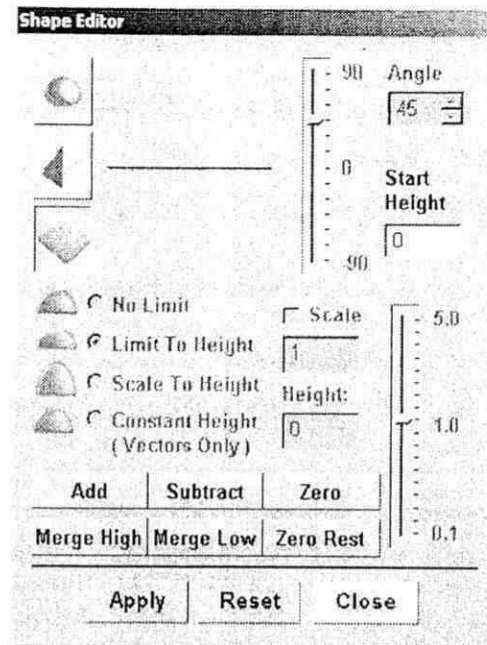 Shape Editor
90
Angle
45
0
Start
Height
0
-90
No Limit
Scale
5.0
Limit To Height
1
Scale To Height
Height:
Constant Height
0
1.0
(Vectors Only)
Add Subtract Zero
Merge High Merge Low Zero Rest
0.1
Apply Reset Close